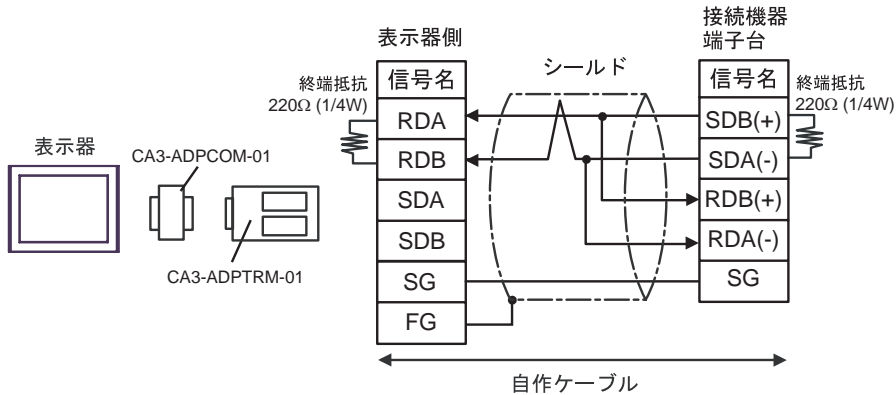 接続機器
端子台
表示器側
シールド
終端抵抗
220Ω (1/4W)
信号名
RDA
RDB
SDA
SDB
SG
FG
信号名
SDB(+)
SDA(-)
RDB(+)
RDA(-)
SG
終端抵抗
220Ω (1/4W)
表示器
CA3-ADPCOM-01
CA3-ADPTRM-01
自作ケーブル